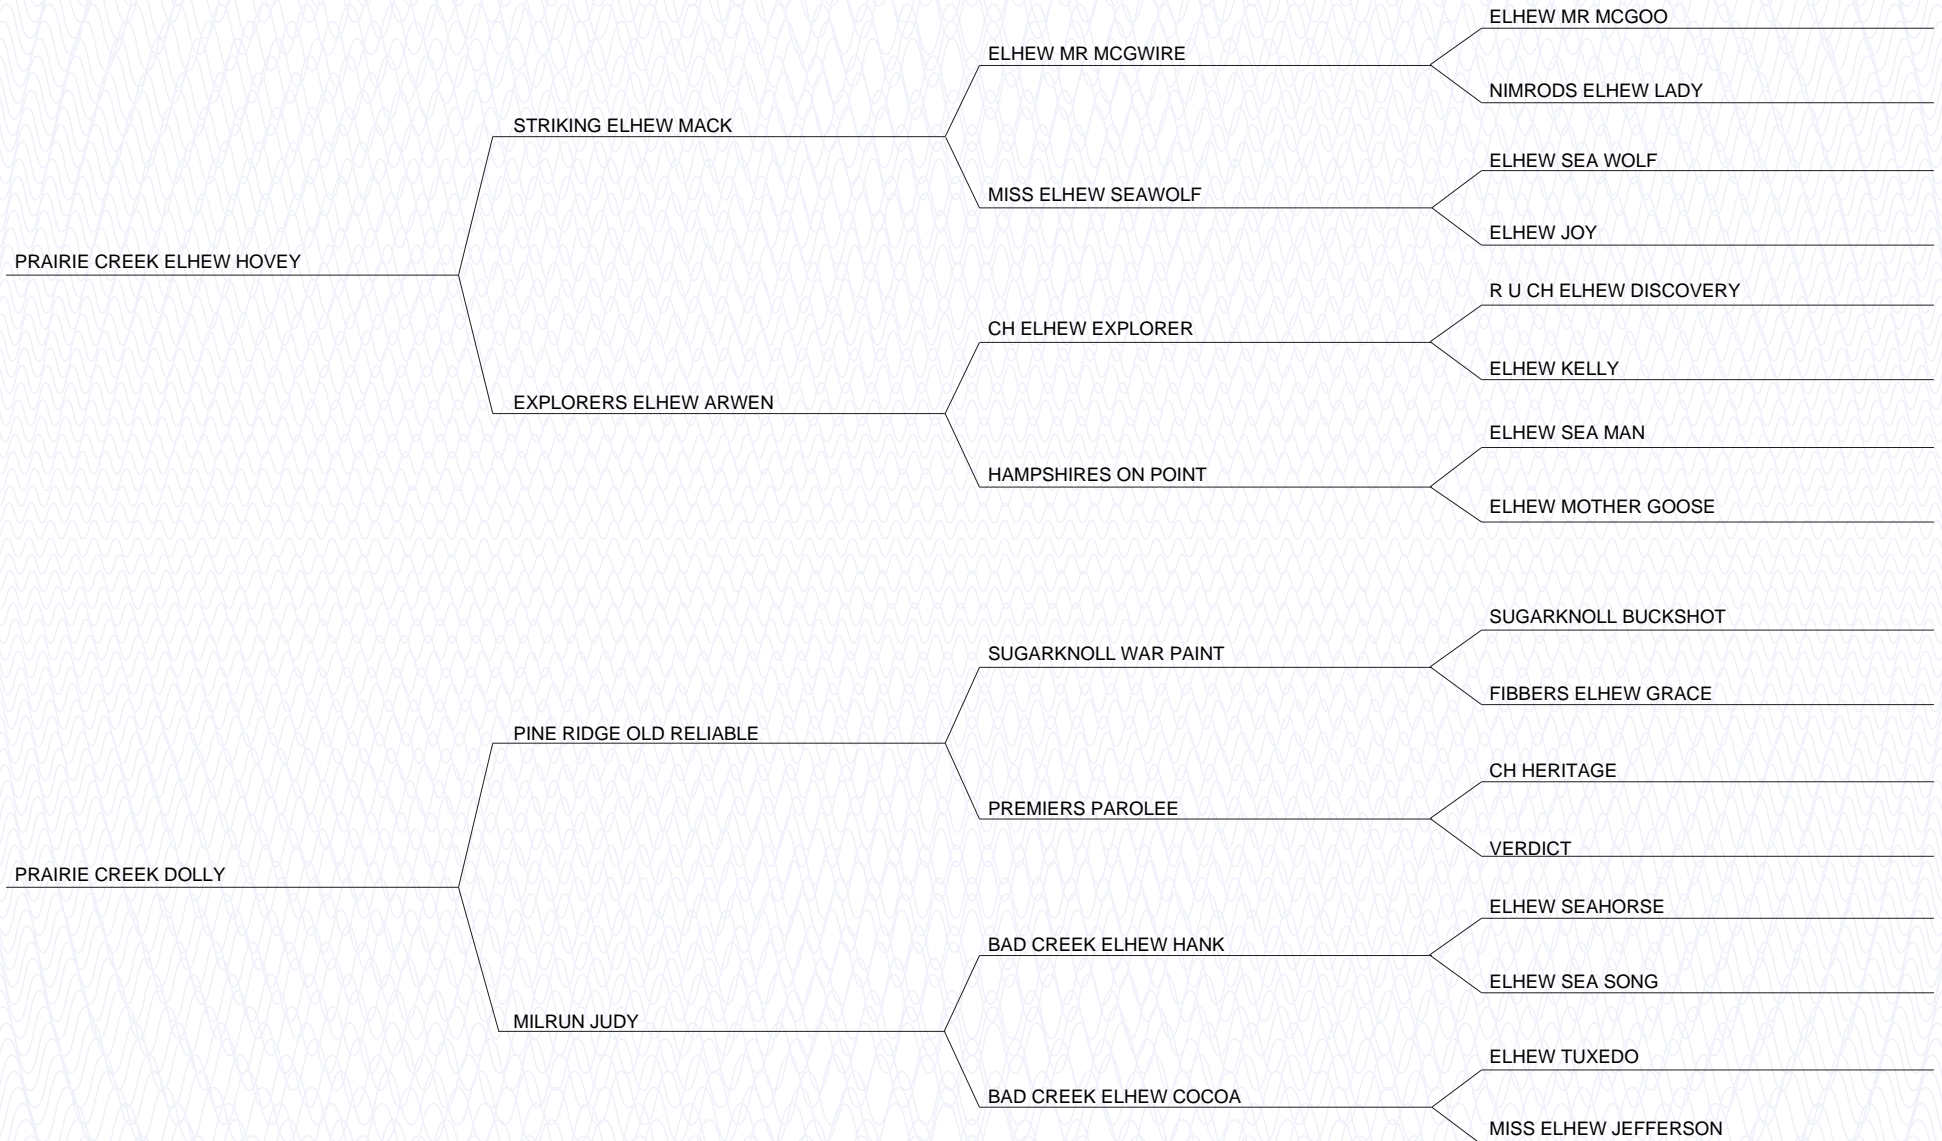 ELHEW MR MCGOO
ELHEW MR MCGWIRE
NIMRODS ELHEW LADY
STRIKING ELHEW MACK
ELHEW SEA WOLF
MISS ELHEW SEAWOLF
ELHEW JOY
PRAIRIE CREEK ELHEW HOVEY
R U CH ELHEW DISCOVERY
CH ELHEW EXPLORER
ELHEW KELLY
EXPLORERS ELHEW ARWEN
ELHEW SEA MAN
HAMPSHIRES ON POINT
ELHEW MOTHER GOOSE
SUGARKNOLL BUCKSHOT
SUGARKNOLL WAR PAINT
FIBBERS ELHEW GRACE
PINE RIDGE OLD RELIABLE
CH HERITAGE
PREMIERS PAROLEE
VERDICT
PRAIRIE CREEK DOLLY
ELHEW SEAHORSE
BAD CREEK ELHEW HANK
ELHEW SEA SONG
MILRUN JUDY
ELHEW TUXEDO
BAD CREEK ELHEW COCOA
MISS ELHEW JEFFERSON